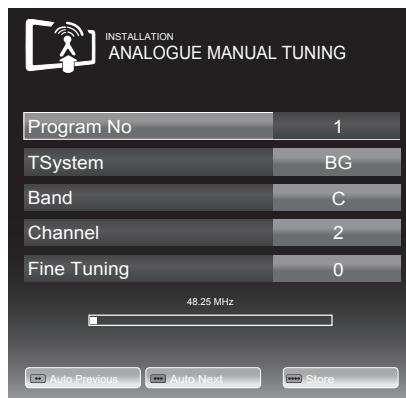 INSTALLATION
ANALOGUE MANUAL TUNING
Program No 1
TSystem BG
Band C
Channel 2
Fine Tuning 0
48.25 MHz
Auto Previous Auto Next Store